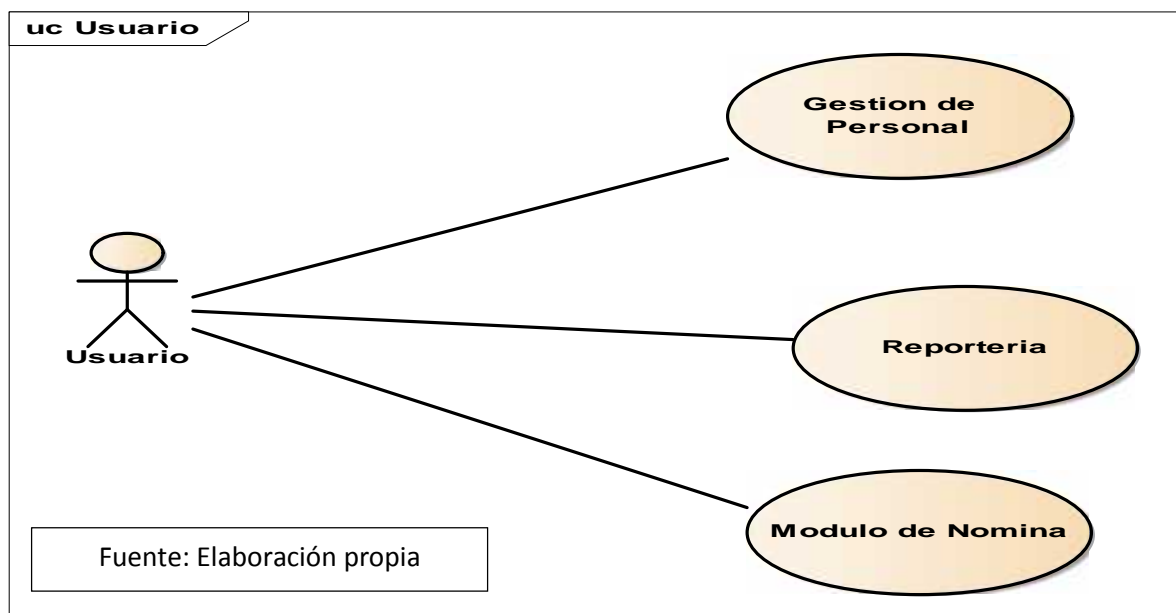 uc Usuario
Gestion de
Personal
Usuario
Reporteria
Modulo de Nomina
Fuente: Elaboración propia